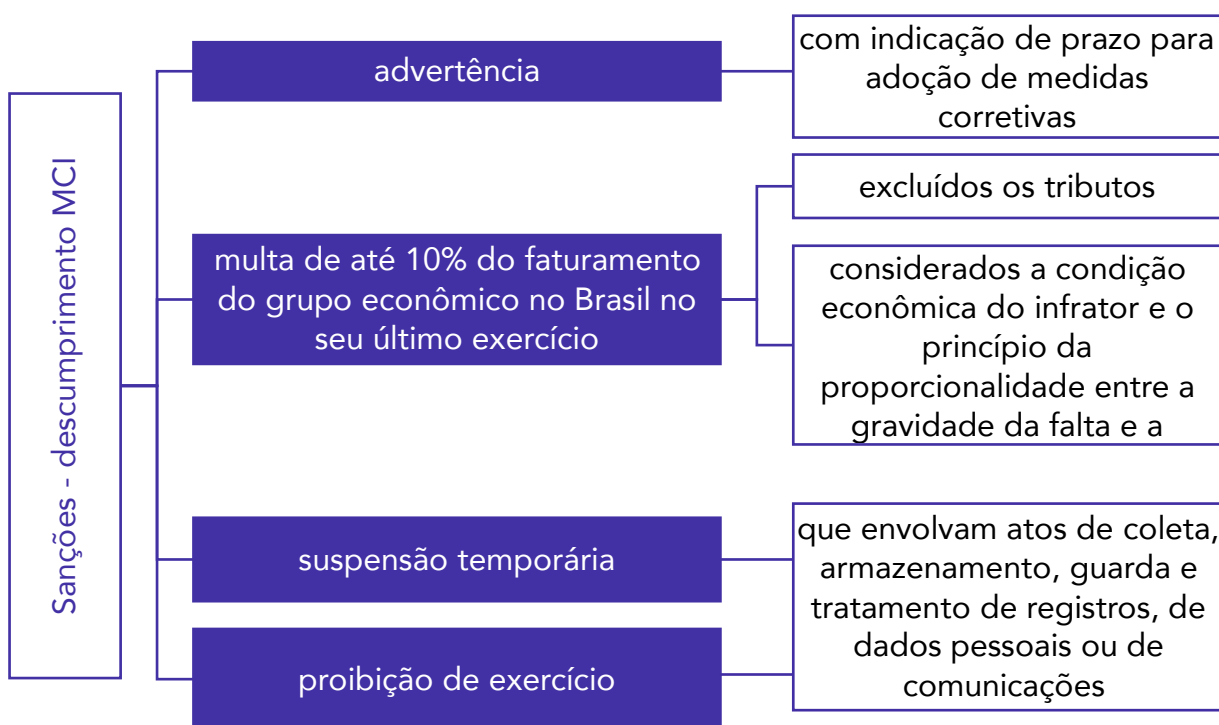 Sanções - descumprimento MCI
advertência
com indicação de prazo para
adoção de medidas
corretivas
multa de até 10% do faturamento
do grupo econômico no Brasil no
seu último exercício
excluídos os tributos
considerados a condição
econômica do infrator e o
princípio da
proporcionalidade entre a
gravidade da falta e a
suspensão temporária
proibição de exercício
que envolvam atos de coleta,
armazenamento, guarda e
tratamento de registros, de
dados pessoais ou de
comunicações